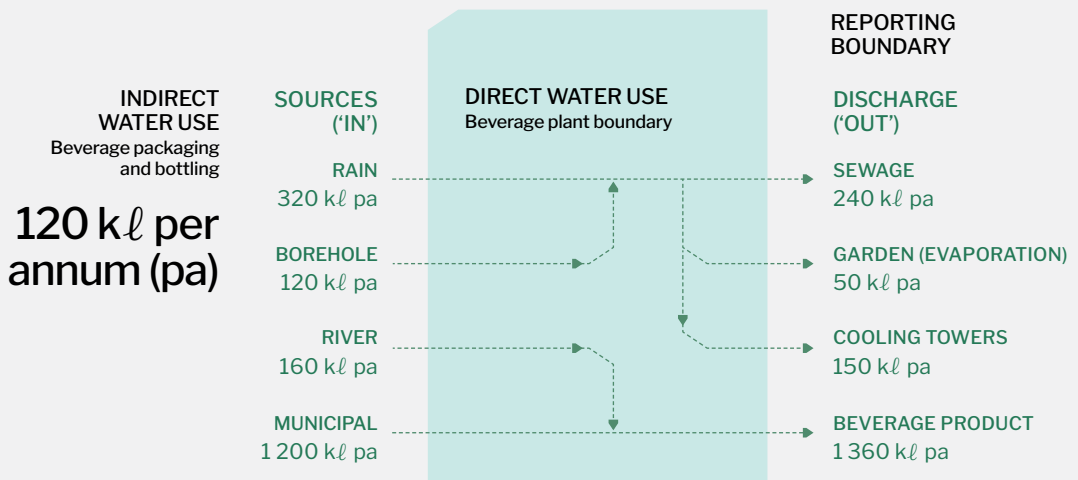 REPORTING
BOUNDARY
INDIRECT
WATER USE
Beverage packaging
and bottling
120 kℓ per
annum (pa)
SOURCES
(‘IN’)
RAIN
320 kℓ pa
BOREHOLE
120 kℓ pa
RIVER
160 kℓ pa
MUNICIPAL
1 200 kℓ pa
DIRECT WATER USE
Beverage plant boundary
DISCHARGE
(‘OUT’)
SEWAGE
240 kℓ pa
GARDEN (EVAPORATION)
50 kℓ pa
COOLING TOWERS
150 kℓ pa
BEVERAGE PRODUCT
1 360 kℓ pa